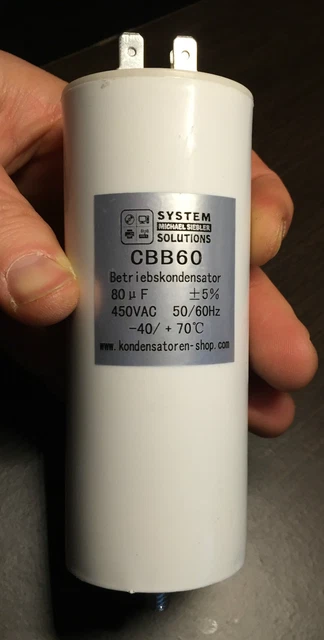 SYSTEM
MICHAEL SIEBLER
SOLUTIONS
CBB60
Betriebskondensator
80μF ±5%
450VAC 50/60Hz
-40/+70℃
www.kondensatoren-shop.com